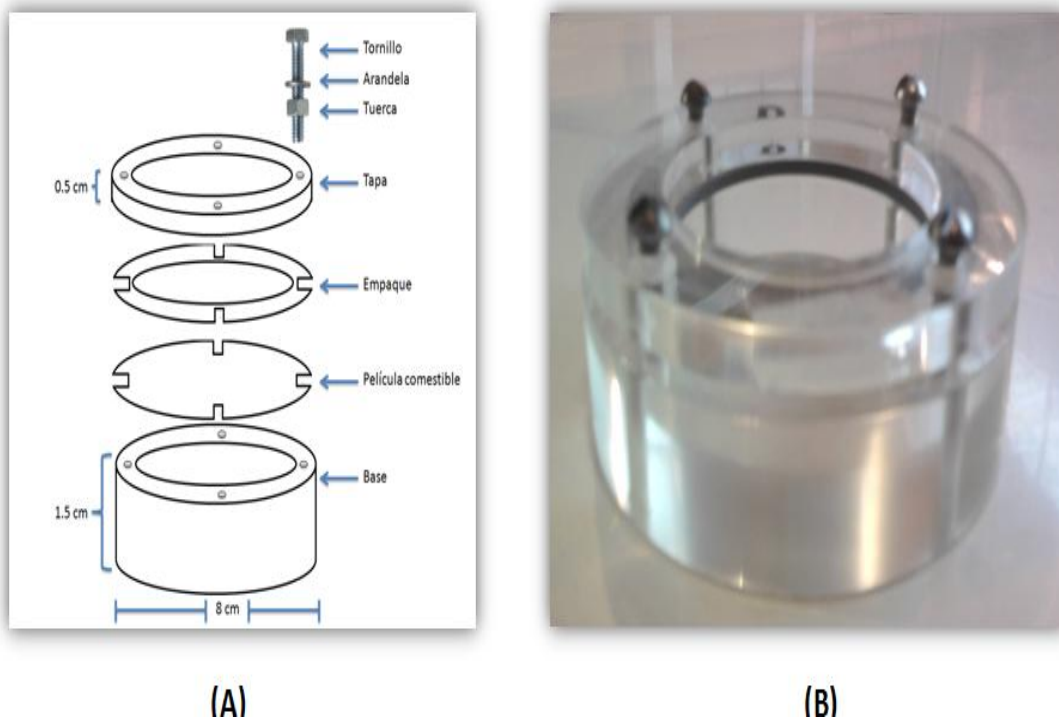 Tornillo
Arandela
Tuerca
0.5 cm
Tapa
Empaque
Película comestible
Base
1.5 cm
8 cm
(A)
(B)